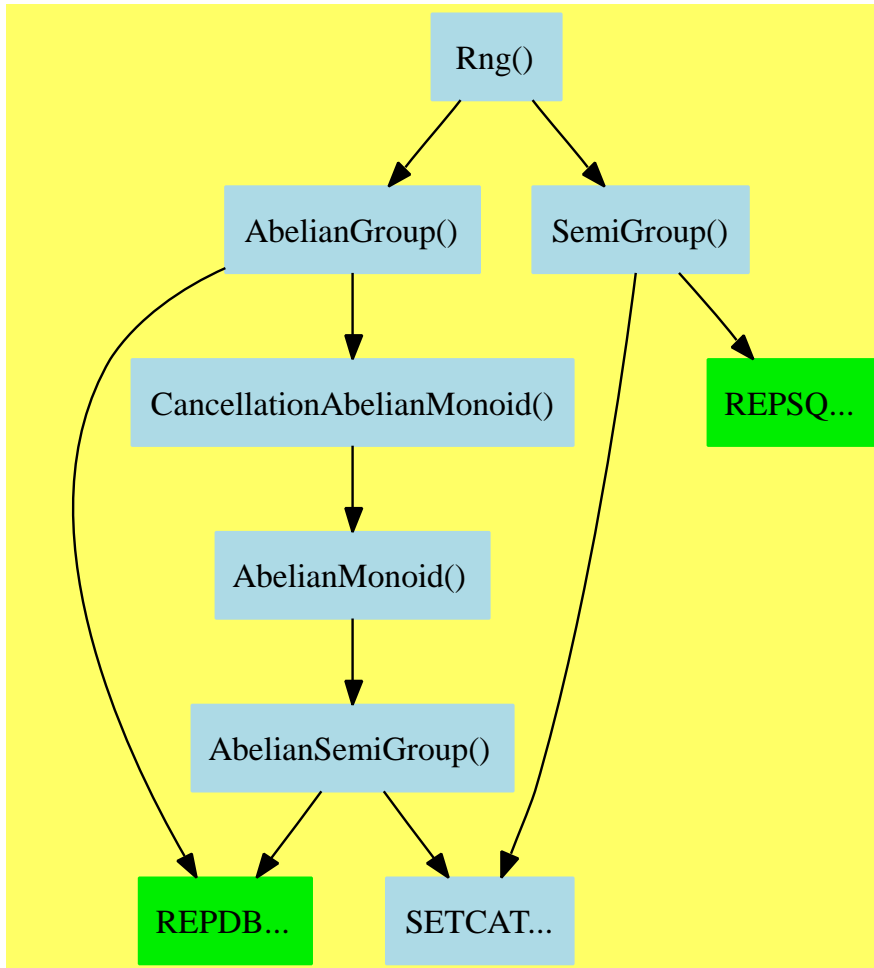 Rng()
AbelianGroup()
SemiGroup()
CancellationAbelianMonoid()
REPSQ...
AbelianMonoid()
AbelianSemiGroup()
REPDB...
SETCAT...